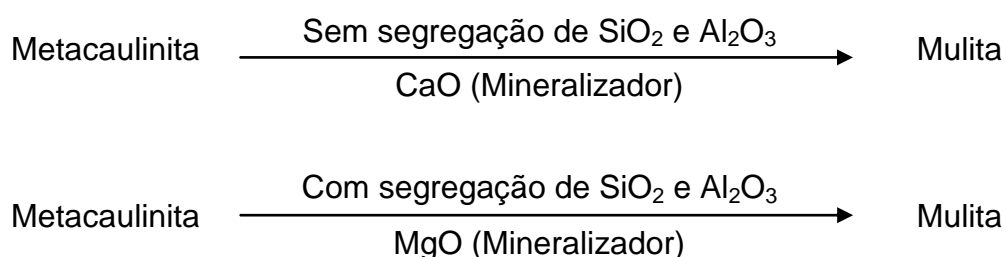 Sem segregação de SiO₂ e Al₂O₃
Metacaulinita Mulita
CaO (Mineralizador)
Com segregação de SiO₂ e Al₂O₃
Metacaulinita Mulita
MgO (Mineralizador)